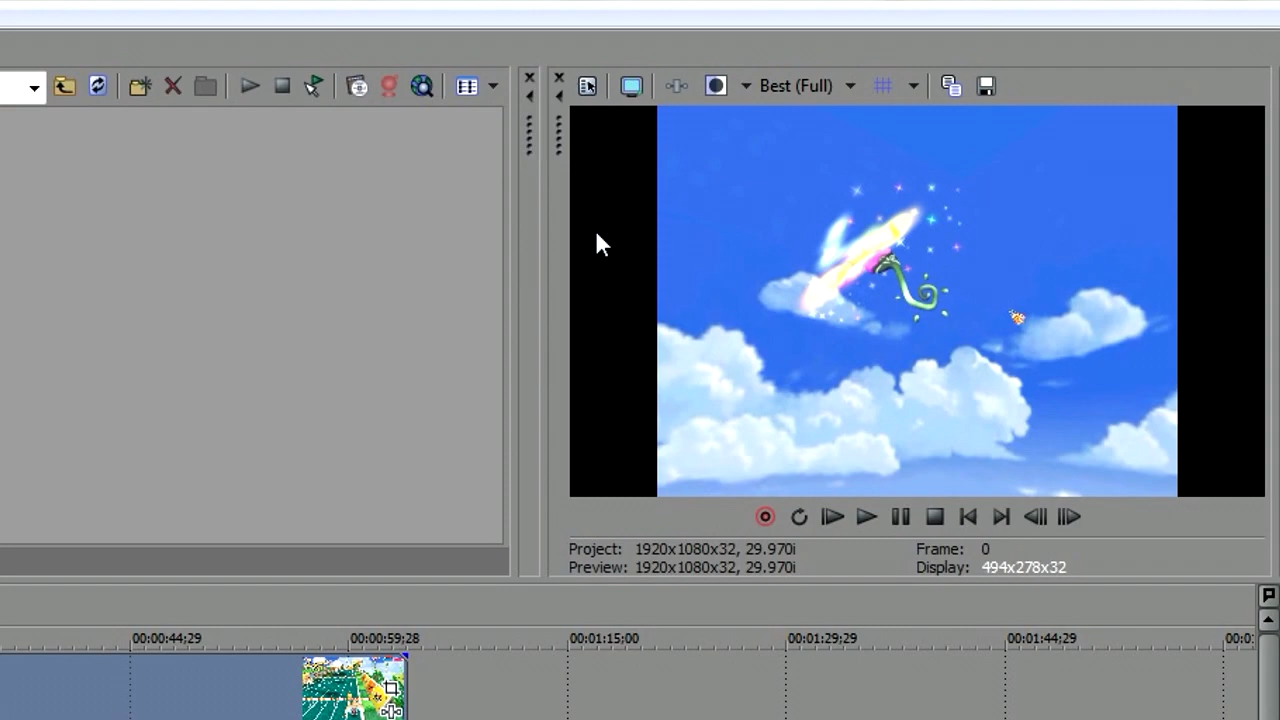 Best (Full)
Project: 1920x1080x32, 29.970i
Frame: 0
Preview: 1920x1080x32, 29.970i
Display: 494x278x32
00:00:44;29
00:00:59;28
00:01:15:00
00:01:29;29
00:01:44;29